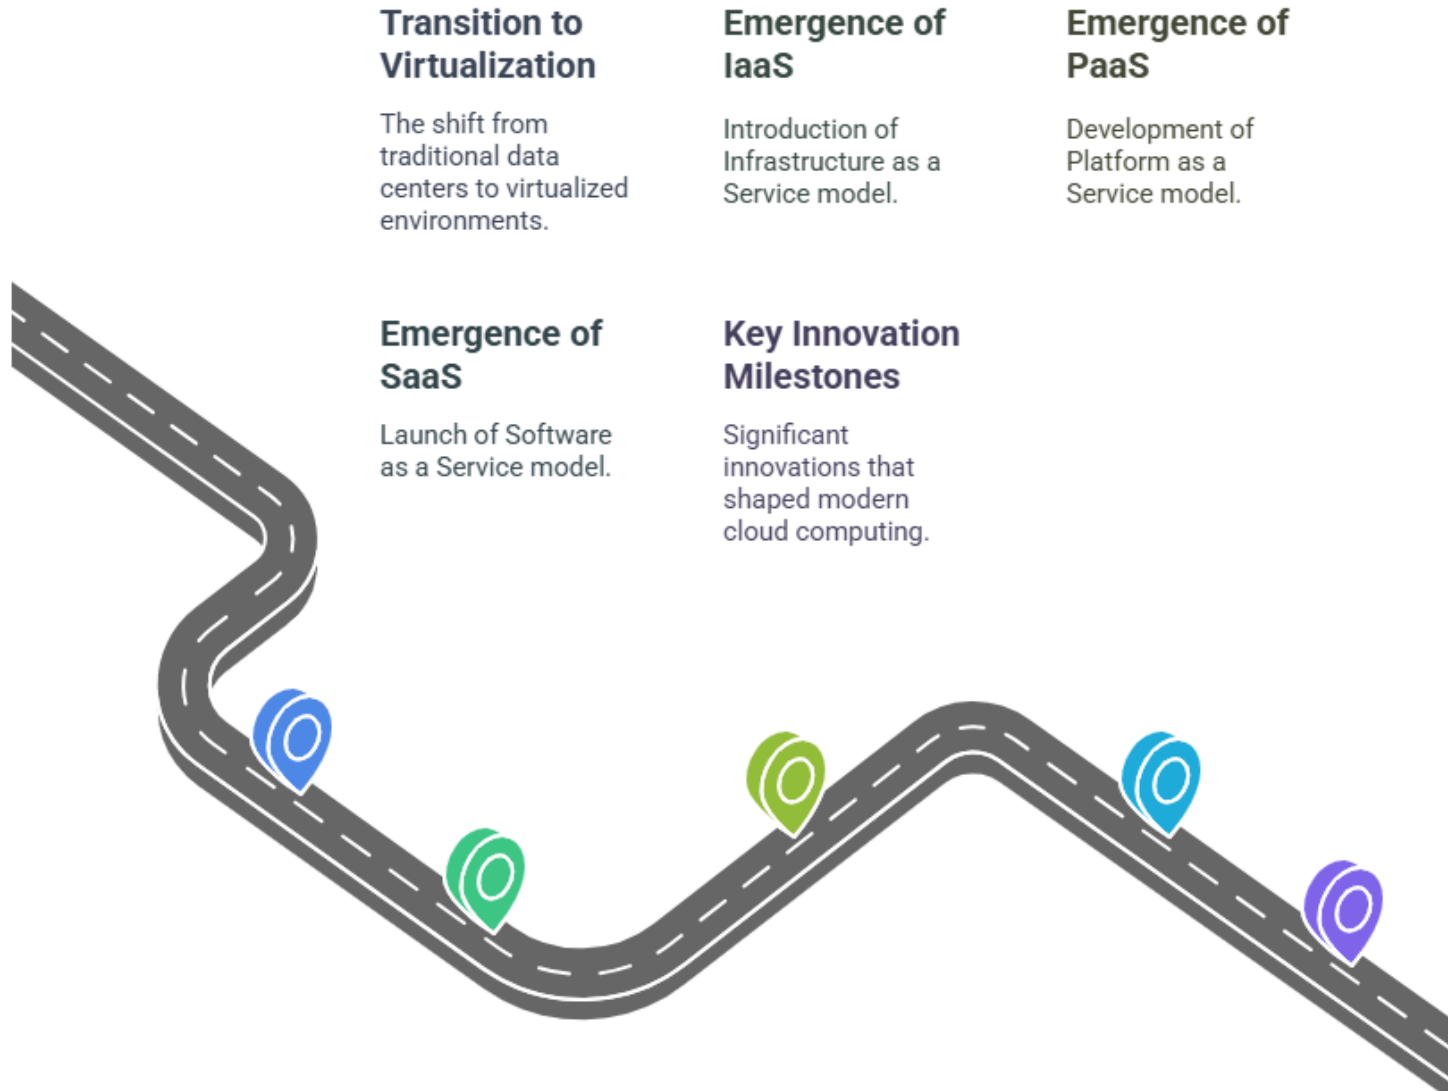 Transition to
Virtualization
The shift from
traditional data
centers to virtualized
environments.
Emergence of
IaaS
Introduction of
Infrastructure as a
Service model.
Emergence of
PaaS
Development of
Platform as a
Service model.
Emergence of
SaaS
Launch of Software
as a Service model.
Key Innovation
Milestones
Significant
innovations that
shaped modern
cloud computing.